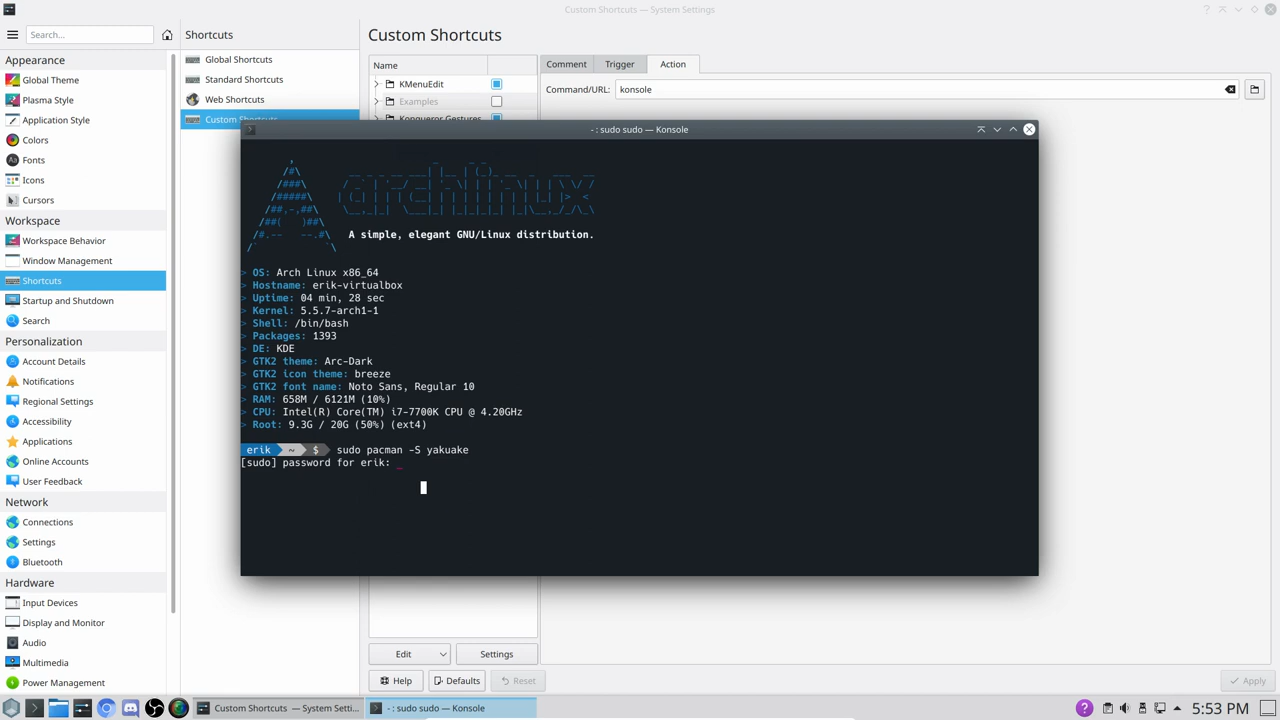 Custom Shortcuts — System Settings
Search...
Shortcuts
Custom Shortcuts
Appearance
Global Theme
Plasma Style
Application Style
Colors
Fonts
Icons
Cursors
Workspace
Workspace Behavior
Window Management
Shortcuts
Startup and Shutdown
Search
Personalization
Account Details
Notifications
Regional Settings
Accessibility
Applications
Online Accounts
User Feedback
Network
Connections
Settings
Bluetooth
Hardware
Input Devices
Display and Monitor
Audio
Multimedia
Power Management
Global Shortcuts
Standard Shortcuts
Web Shortcuts
Custom Shortcuts
Name
KMenuEdit
Examples
Konqueror Gestures
Comment Trigger Action
Command/URL: konsole
- : sudo sudo — Konsole
archlinux
A simple, elegant GNU/Linux distribution.
> OS: Arch Linux x86_64
> Hostname: erik-virtualbox
> Uptime: 04 min, 28 sec
> Kernel: 5.5.7-arch1-1
> Shell: /bin/bash
> Packages: 1393
> DE: KDE
> GTK2 theme: Arc-Dark
> GTK2 icon theme: breeze
> GTK2 font name: Noto Sans, Regular 10
> RAM: 658M / 6121M (10%)
> CPU: Intel(R) Core(TM) i7-7700K CPU @ 4.20GHz
> Root: 9.3G / 20G (50%) (ext4)
erik ~ $ sudo pacman -S yakuake
[sudo] password for erik: _
Edit Settings
Help Defaults Reset Apply
Custom Shortcuts — System Setti...
- : sudo sudo — Konsole
5:53 PM